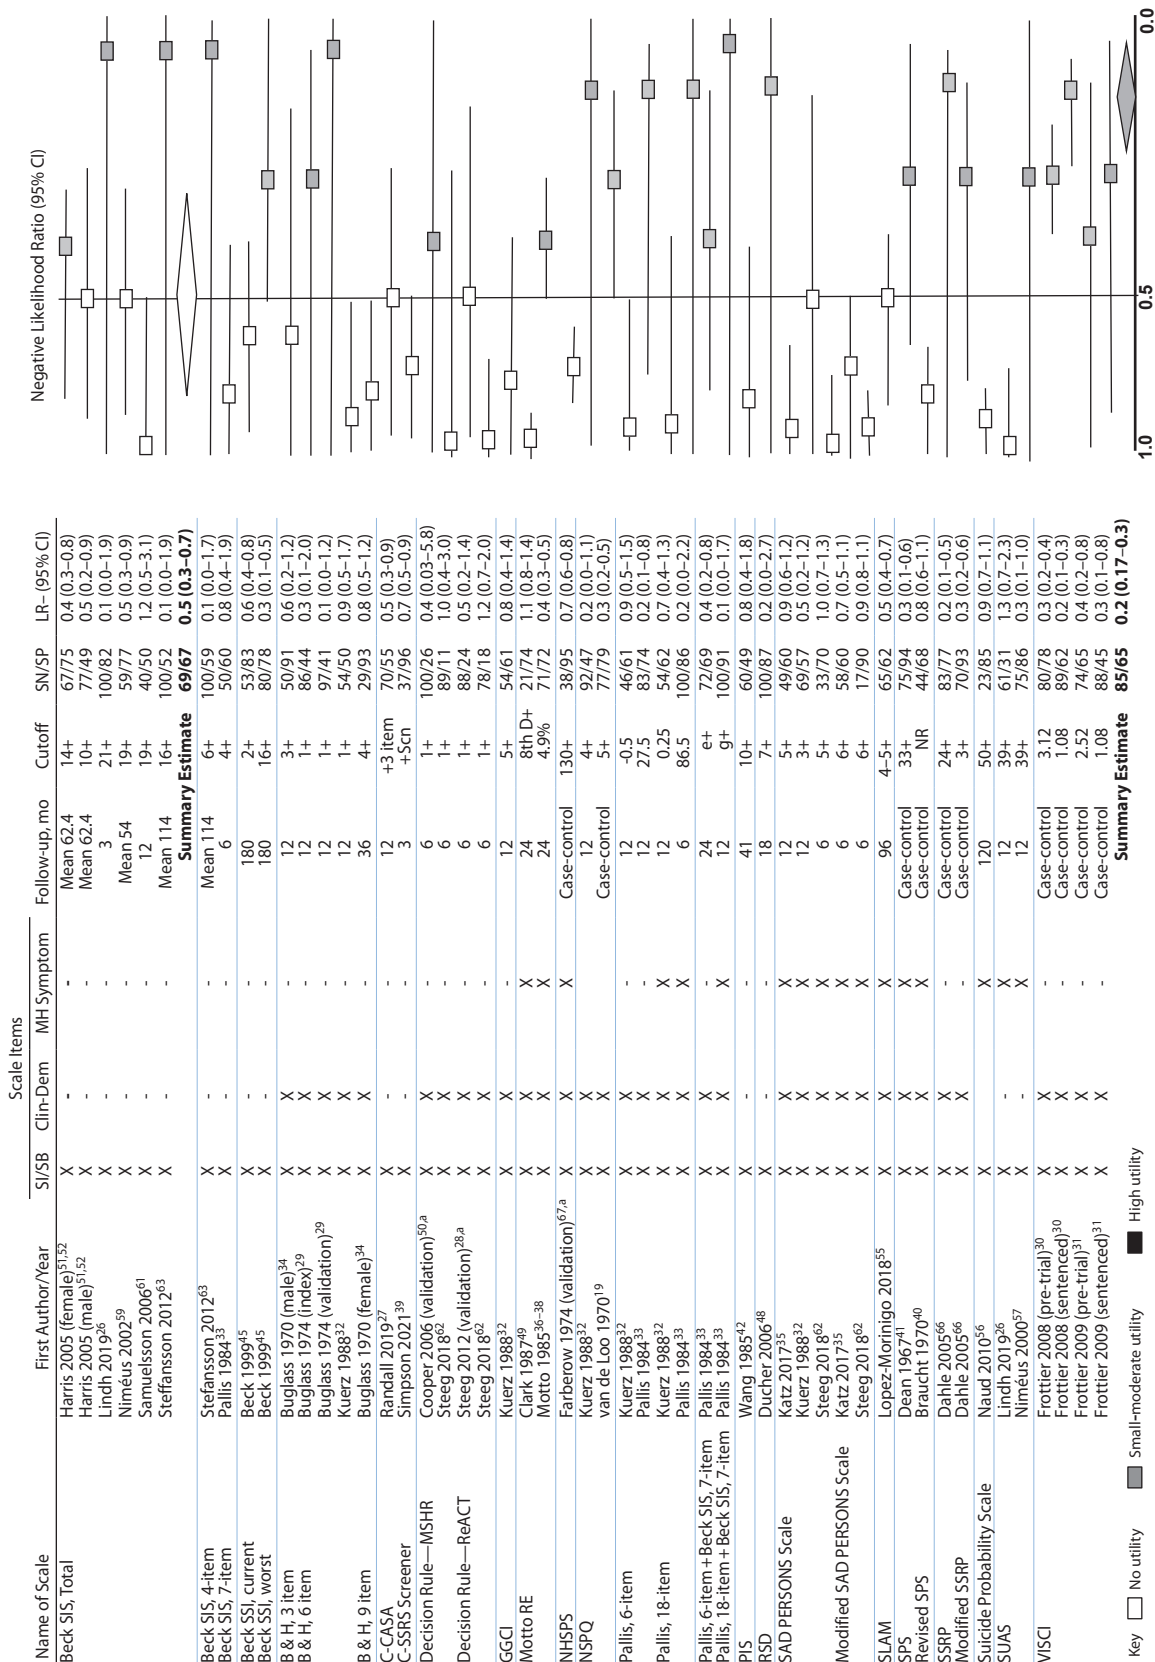 Scale Items
Name of Scale First Author/Year SI/SB Clin-Dem MH Symptom Follow-up, mo Cutoff SN/SP LR– (95% CI) Negative Likelihood Ratio (95% CI)
Beck SIS, Total Harris 2005 (female)51,52 X - - Mean 62.4 14+ 67/75 0.4 (0.3–0.8)
Harris 2005 (male)51,52 X - - Mean 62.4 10+ 77/49 0.5 (0.2–0.9)
Lindh 201926 X - - 3 21+ 100/82 0.1 (0.0–1.9)
Niméus 200259 X - - Mean 54 19+ 59/77 0.5 (0.3–0.9)
Samuelsson 200661 X - - 12 19+ 40/50 1.2 (0.5–3.1)
Steffansson 201263 X - - Mean 114 16+ 100/52 0.1 (0.0–1.9)
Summary Estimate 69/67 0.5 (0.3–0.7)
Beck SIS, 4-item Stefansson 201263 X - - Mean 114 6+ 100/59 0.1 (0.0–1.7)
Beck SIS, 7-item Pallis 198433 X - - 6 4+ 50/60 0.8 (0.4–1.9)
Beck SSI, current Beck 199945 X - - 180 2+ 53/83 0.6 (0.4–0.8)
Beck SSI, worst Beck 199945 X - - 180 16+ 80/78 0.3 (0.1–0.5)
B & H, 3 item Buglass 1970 (male)34 X X - 12 3+ 50/91 0.6 (0.2–1.2)
B & H, 6 item Buglass 1974 (index)29 X X - 12 1+ 86/44 0.3 (0.1–2.0)
Buglass 1974 (validation)29 X X - 12 1+ 97/41 0.1 (0.0–1.2)
Kuerz 198832 X X - 12 1+ 54/50 0.9 (0.5–1.7)
B & H, 9 item Buglass 1970 (female)34 X X - 36 4+ 29/93 0.8 (0.5–1.2)
C-CASA Randall 201927 X - - 12 +3 item 70/55 0.5 (0.3–0.9)
C-SSRS Screener Simpson 202139 X - - 3 +Scn 37/96 0.7 (0.5–0.9)
Decision Rule—MSHR Cooper 2006 (validation)50,a X X - 6 1+ 100/26 0.4 (0.03–5.8)
Steeg 201862 X X - 6 1+ 89/11 1.0 (0.4–3.0)
Decision Rule—ReACT Steeg 2012 (validation)28,a X X - 6 1+ 88/24 0.5 (0.2–1.4)
Steeg 201862 X X - 6 1+ 78/18 1.2 (0.7–2.0)
GGCI Kuerz 198832 X X - 12 5+ 54/61 0.8 (0.4–1.4)
Motto RE Clark 198749 X X X 24 8th D+ 21/74 1.1 (0.8–1.4)
Motto 198536–38 X X X 24 4.9% 71/72 0.4 (0.3–0.5)
NHSPS Farberow 1974 (validation)67,a X X X Case-control 130+ 38/95 0.7 (0.6–0.8)
NSPQ Kuerz 198832 X X 12 4+ 92/47 0.2 (0.0–1.1)
van de Loo 197019 X X Case-control 5+ 77/79 0.3 (0.2-0.5)
Pallis, 6-item Kuerz 198832 X X - 12 -0.5 46/61 0.9 (0.5–1.5)
Pallis 198433 X X - 12 27.5 83/74 0.2 (0.1–0.8)
Pallis, 18-item Kuerz 198832 X X X 12 0.25 54/62 0.7 (0.4–1.3)
Pallis 198433 X X X 6 86.5 100/86 0.2 (0.0–2.2)
Pallis, 6-item + Beck SIS, 7-item Pallis 198433 X X - 24 e+ 72/69 0.4 (0.2–0.8)
Pallis, 18-item + Beck SIS, 7-item Pallis 198433 X X X 12 g+ 100/91 0.1 (0.0–1.7)
PIS Wang 198542 X - - 41 10+ 60/49 0.8 (0.4–1.8)
RSD Ducher 200648 X - - 18 7+ 100/87 0.2 (0.0–2.7)
SAD PERSONS Scale Katz 201735 X X X 12 5+ 49/60 0.9 (0.6–1.2)
Kuerz 198832 X X X 12 3+ 69/57 0.5 (0.2–1.2)
Steeg 201862 X X X 6 5+ 33/70 1.0 (0.7–1.3)
Modified SAD PERSONS Scale Katz 201735 X X X 6 6+ 58/60 0.7 (0.5–1.1)
Steeg 201862 X X X 6 6+ 17/90 0.9 (0.8–1.1)
SLAM Lopez-Morinigo 201855 X X X 96 4–5+ 65/62 0.5 (0.4–0.7)
SPS Dean 196741 X X X Case-control 33+ 75/94 0.3 (0.1-0.6)
Revised SPS Braucht 197040 X X X Case-control NR 44/68 0.8 (0.6–1.1)
SSRP Dahle 200566 X X - Case-control 24+ 83/77 0.2 (0.1–0.5)
Modified SSRP Dahle 200566 X X - Case-control 3+ 70/93 0.3 (0.2–0.6)
Suicide Probability Scale Naud 201056 X X 120 50+ 23/85 0.9 (0.7–1.1)
SUAS Lindh 201926 X - X 12 39+ 61/31 1.3 (0.7–2.3)
Niméus 200057 X - X 12 39+ 75/86 0.3 (0.1–1.0)
VISCI Frottier 2008 (pre-trial)30 X X - Case-control 3.12 80/78 0.3 (0.2–0.4)
Frottier 2008 (sentenced)30 X X - Case-control 1.08 89/62 0.2 (0.1–0.3)
Frottier 2009 (pre-trial)31 X X - Case-control 2.52 74/65 0.4 (0.2–0.8)
Frottier 2009 (sentenced)31 X X - Case-control 1.08 88/45 0.3 (0.1–0.8)
Summary Estimate 85/65 0.2 (0.17–0.3)
1.0 0.5 0.0
Key No utility Small-moderate utility High utility